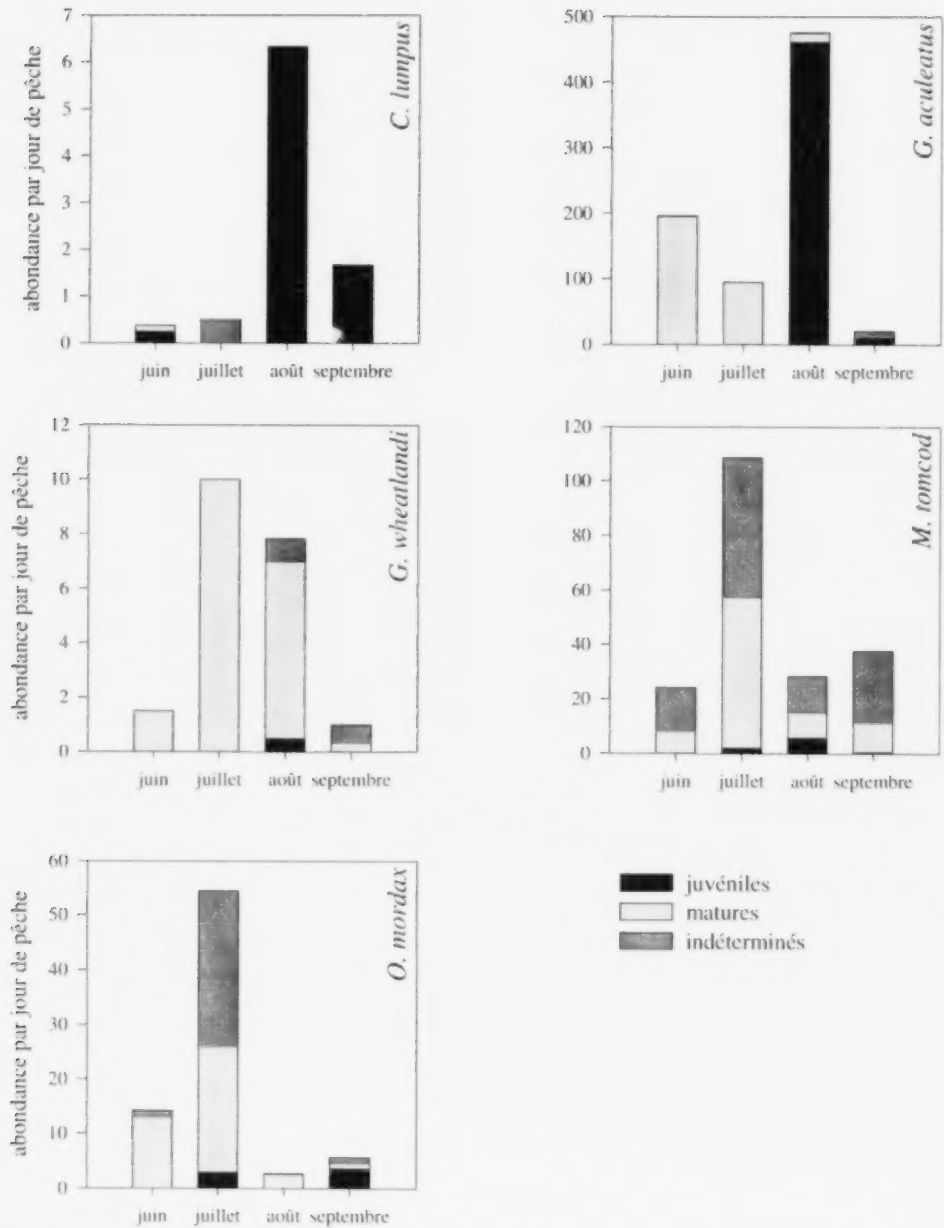 abondance par jour de pêche
7
6
5
4
3
2
1
0
juin juillet août septembre
C. lumpus
500
400
300
200
100
0
juin juillet août septembre
G. aculeatus
abondance par jour de pêche
12
10
8
6
4
2
0
juin juillet août septembre
G. wheatlandi
120
100
80
60
40
20
0
juin juillet août septembre
M. tomcod
abondance par jour de pêche
60
50
40
30
20
10
0
juin juillet août septembre
O. mordax
juvéniles
matures
indéterminés